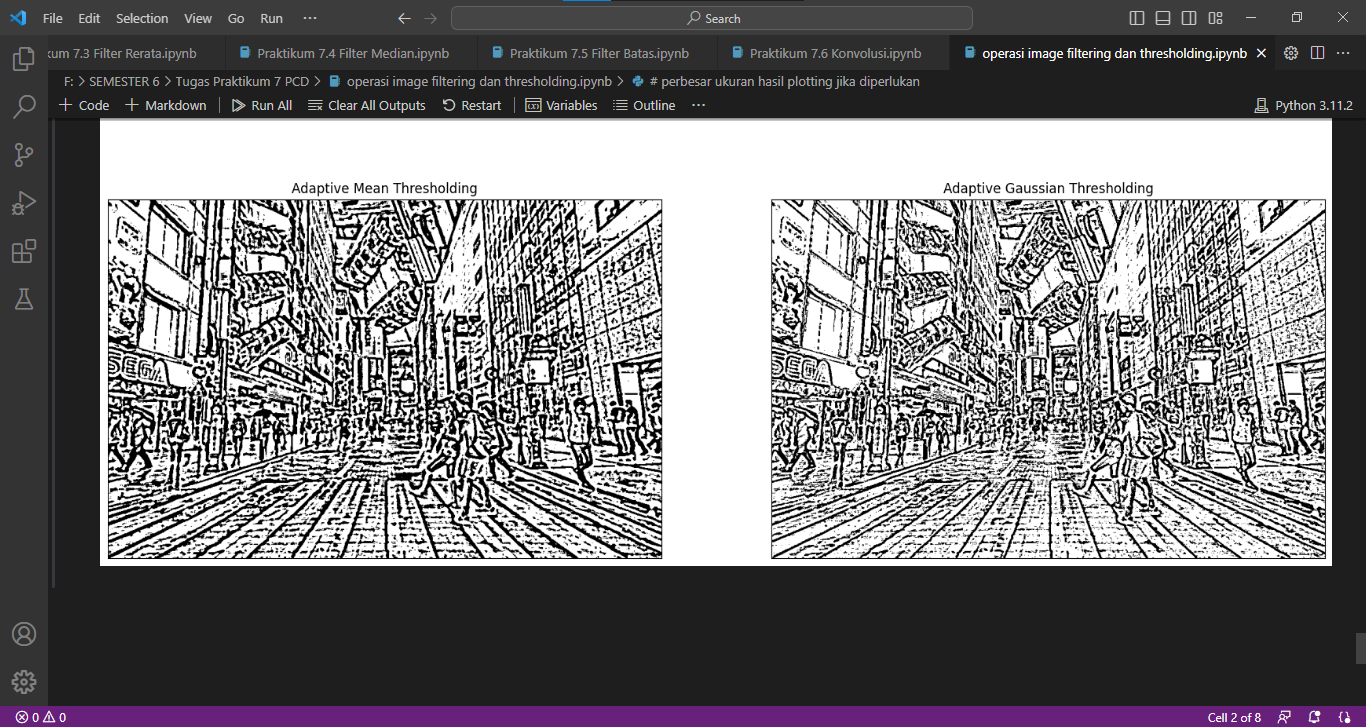 File Edit Selection View Go Run ··· Search
kum 7.3 Filter Rerata.ipynb Praktikum 7.4 Filter Median.ipynb Praktikum 7.5 Filter Batas.ipynb Praktikum 7.6 Konvolusi.ipynb operasi image filtering dan thresholding.ipynb
F: > SEMESTER 6 > Tugas Praktikum 7 PCD > operasi image filtering dan thresholding.ipynb > # perbesar ukuran hasil plotting jika diperlukan
+ Code + Markdown Run All Clear All Outputs Restart Variables Outline ··· Python 3.11.2
Adaptive Mean Thresholding Adaptive Gaussian Thresholding
0 0 Cell 2 of 8